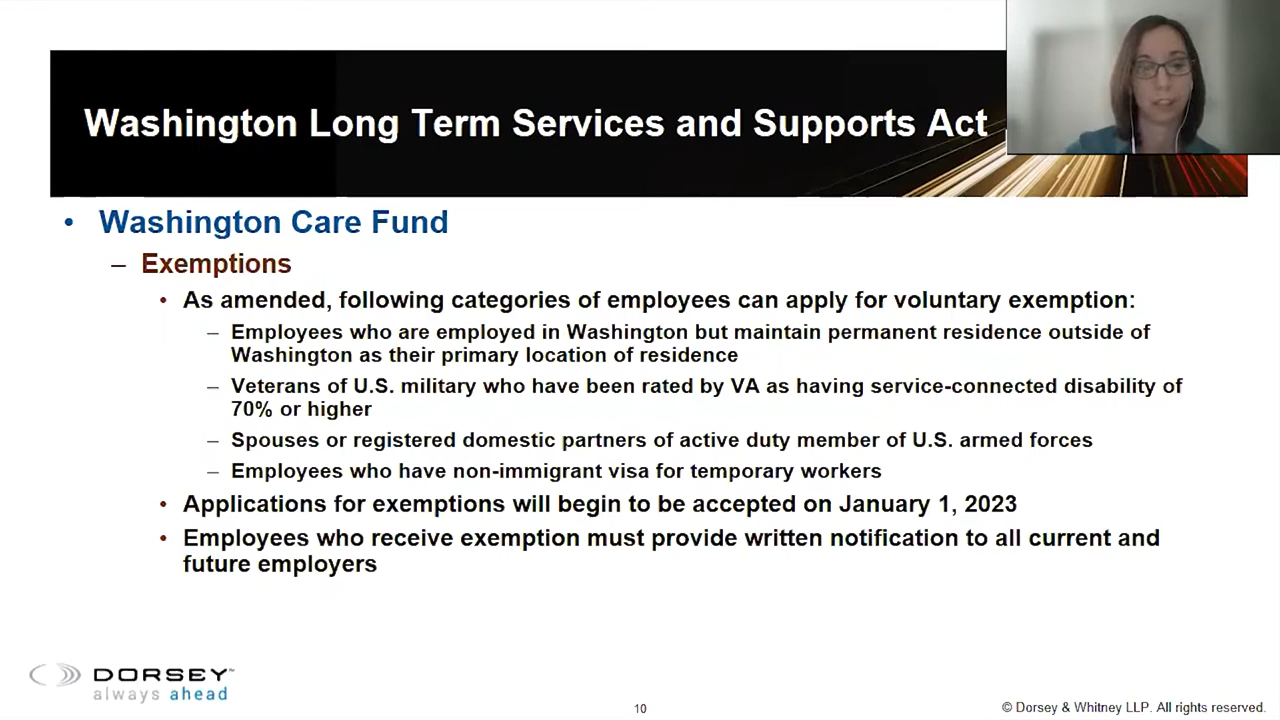 Washington Long Term Services and Supports Act
• Washington Care Fund
– Exemptions
• As amended, following categories of employees can apply for voluntary exemption:
– Employees who are employed in Washington but maintain permanent residence outside of
Washington as their primary location of residence
– Veterans of U.S. military who have been rated by VA as having service-connected disability of
70% or higher
– Spouses or registered domestic partners of active duty member of U.S. armed forces
– Employees who have non-immigrant visa for temporary workers
• Applications for exemptions will begin to be accepted on January 1, 2023
• Employees who receive exemption must provide written notification to all current and
future employers
DORSEY™
always ahead
10
© Dorsey & Whitney LLP. All rights reserved.